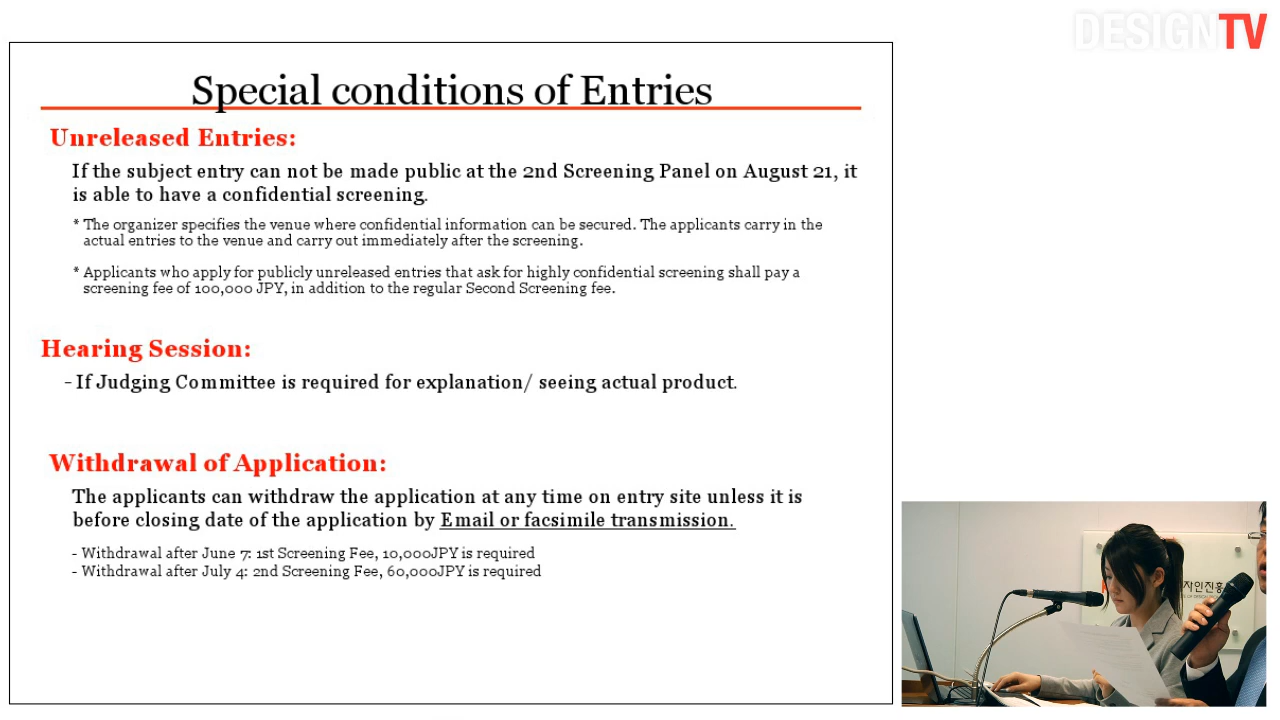 DESIGNTV
Special conditions of Entries
Unreleased Entries:
If the subject entry can not be made public at the 2nd Screening Panel on August 21, it
is able to have a confidential screening.
* The organizer specifies the venue where confidential information can be secured. The applicants carry in the
actual entries to the venue and carry out immediately after the screening.
* Applicants who apply for publicly unreleased entries that ask for highly confidential screening shall pay a
screening fee of 100,000 JPY, in addition to the regular Second Screening fee.
Hearing Session:
- If Judging Committee is required for explanation/ seeing actual product.
Withdrawal of Application:
The applicants can withdraw the application at any time on entry site unless it is
before closing date of the application by Email or facsimile transmission.
- Withdrawal after June 7: 1st Screening Fee, 10,000JPY is required
- Withdrawal after July 4: 2nd Screening Fee, 60,000JPY is required
자인진흥